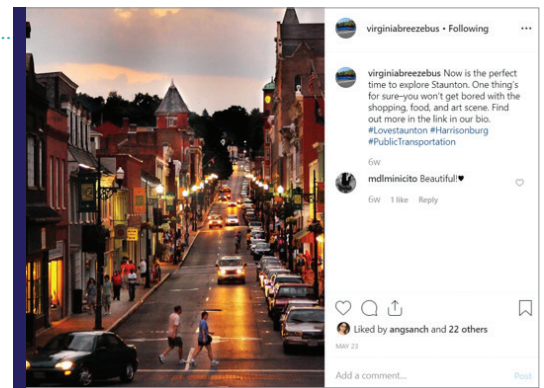 virginiabreezebus • Following
virginiabreezebus Now is the perfect
time to explore Staunton. One thing's
for sure–you won't get bored with the
shopping, food, and art scene. Find
out more in the link in our bio.
#Lovestaunton #Harrisonburg
#PublicTransportation
6w
mdlminicito Beautiful!♥
6w 1 like Reply
Liked by angsanch and 22 others
MAY 23
Add a comment...
Post